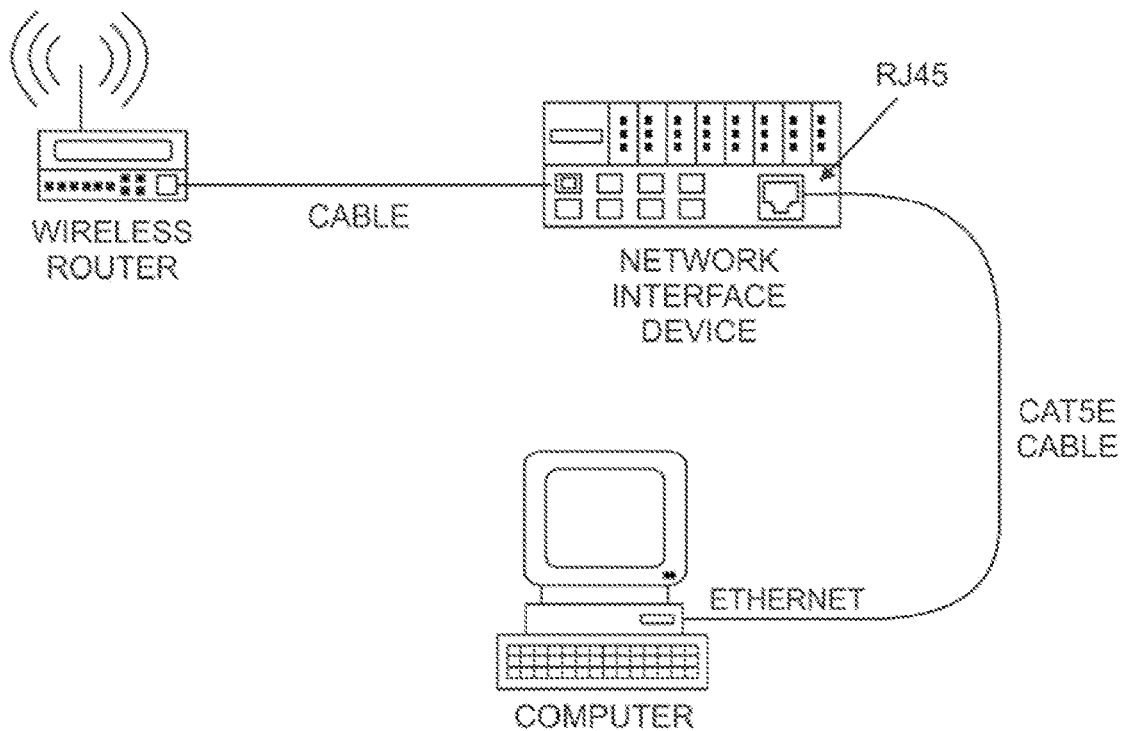 RJ45
CABLE
WIRELESS
ROUTER
NETWORK
INTERFACE
DEVICE
CAT5E
CABLE
ETHERNET
COMPUTER